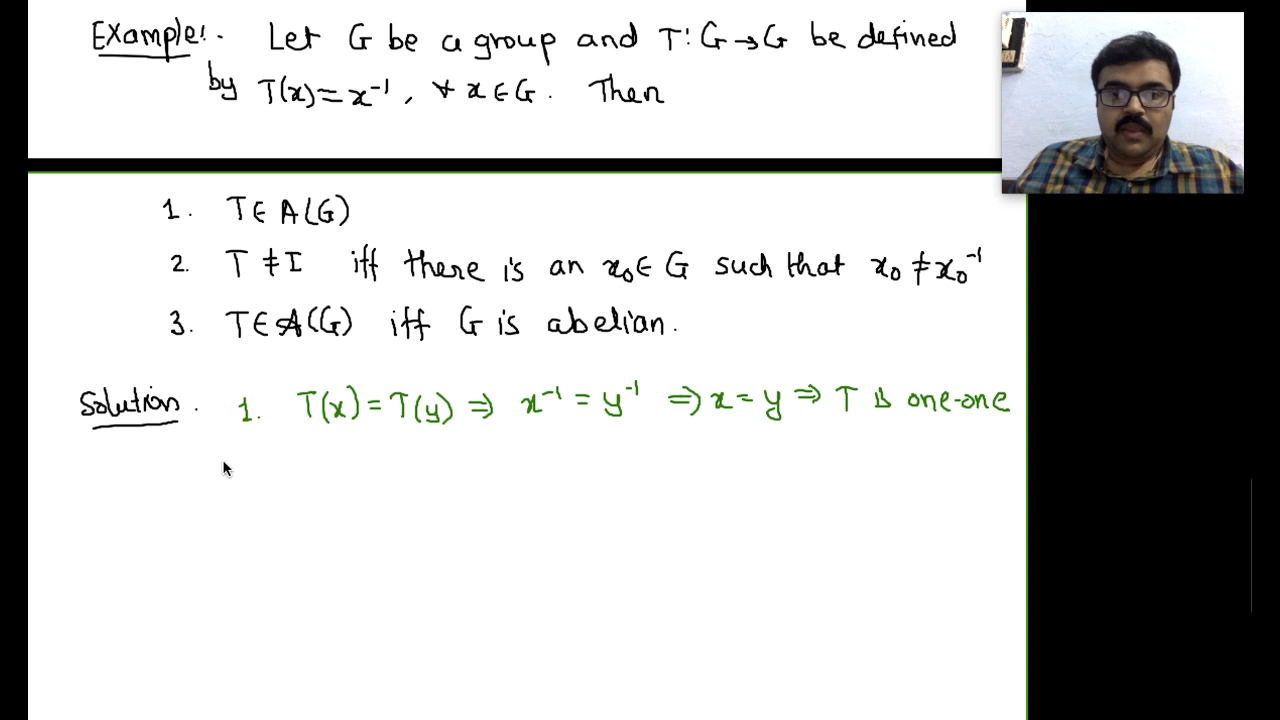 Example:- Let G be a group and T: G→G be defined
by T(x)=x⁻¹, ∀ x∈G. Then
1. T∈ A(G)
2. T ≠ I iff there is an x₀∈ G such that x₀ ≠ x₀⁻¹
3. T∈𝔸(G) iff G is abelian.
Solution. 1. T(x) = T(y) ⇒ x⁻¹ = y⁻¹ ⇒ x = y ⇒ T is one-one